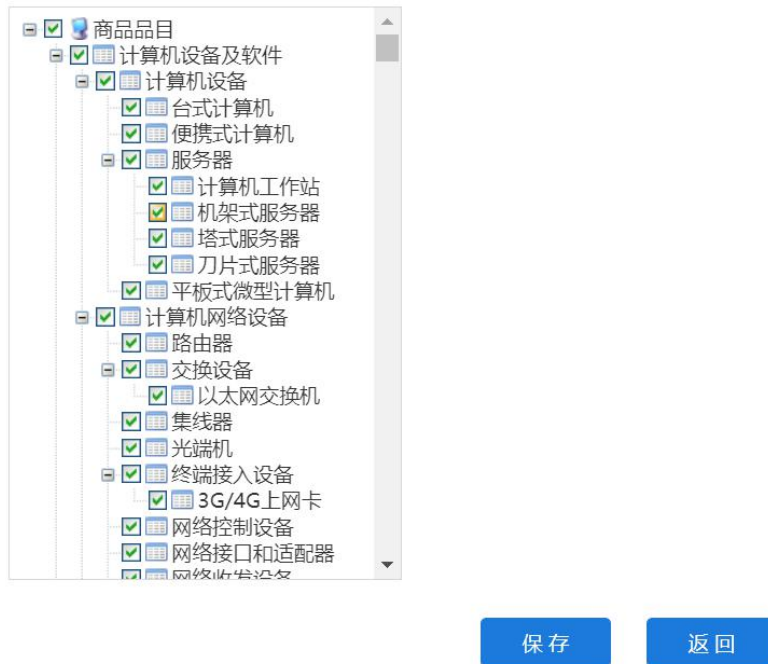 商品品目
计算机设备及软件
计算机设备
台式计算机
便携式计算机
服务器
计算机工作站
机架式服务器
塔式服务器
刀片式服务器
平板式微型计算机
计算机网络设备
路由器
交换设备
以太网交换机
集线器
光端机
终端接入设备
3G/4G上网卡
网络控制设备
网络接口和适配器
网络收发设备
保存 返回